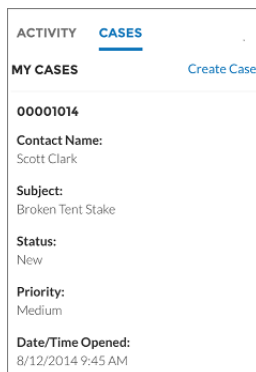 ACTIVITY CASES
MY CASES Create Case
00001014
Contact Name:
Scott Clark
Subject:
Broken Tent Stake
Status:
New
Priority:
Medium
Date/Time Opened:
8/12/2014 9:45 AM